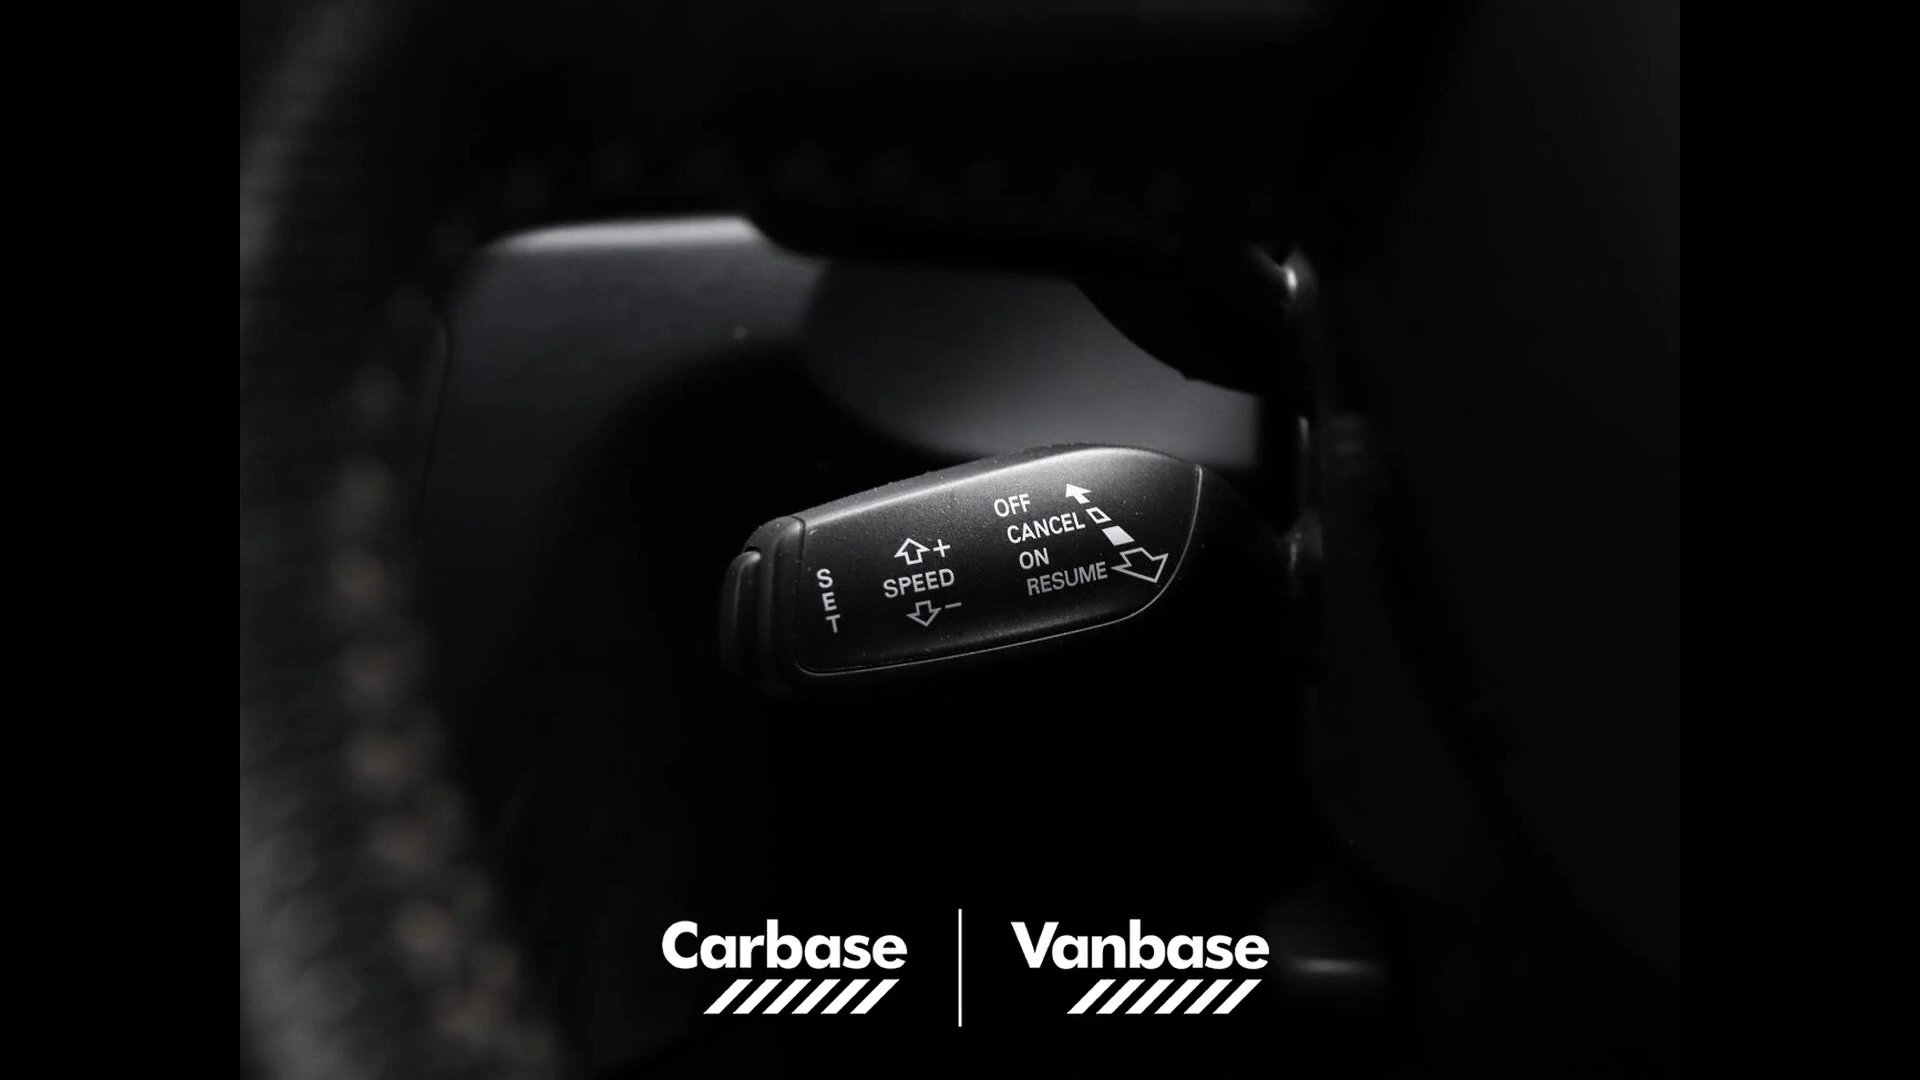 OFF
CANCEL
ON
RESUME
+
SPEED
–
SET
Carbase | Vanbase